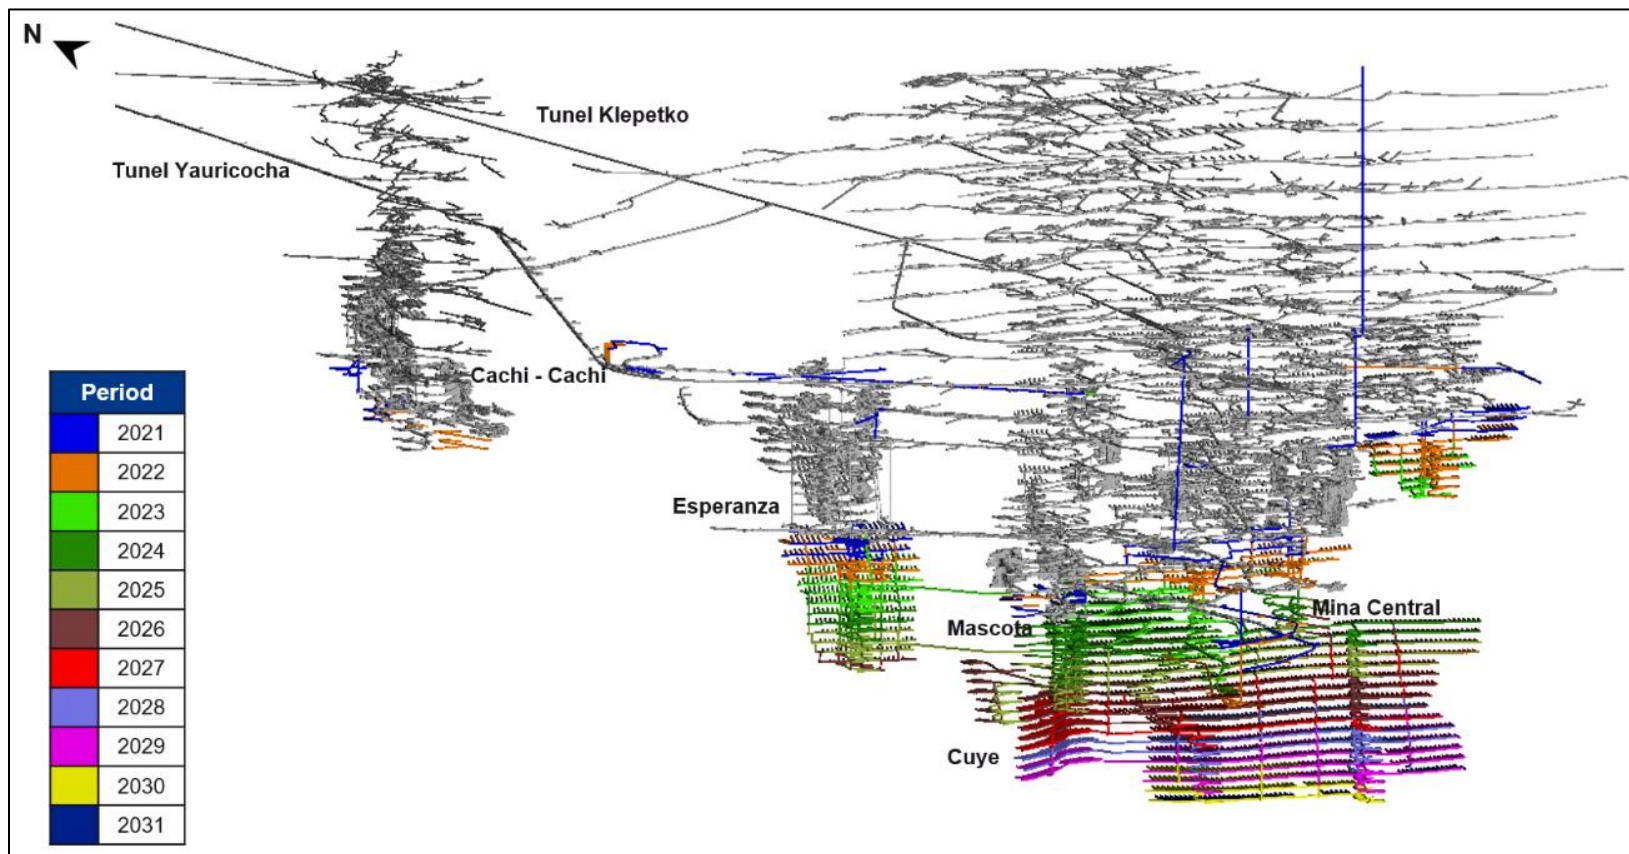 N
Tunel Klepetko
Tunel Yauricocha
Cachi - Cachi
Esperanza
Mascota
Mina Central
Cuye
Period
2021
2022
2023
2024
2025
2026
2027
2028
2029
2030
2031